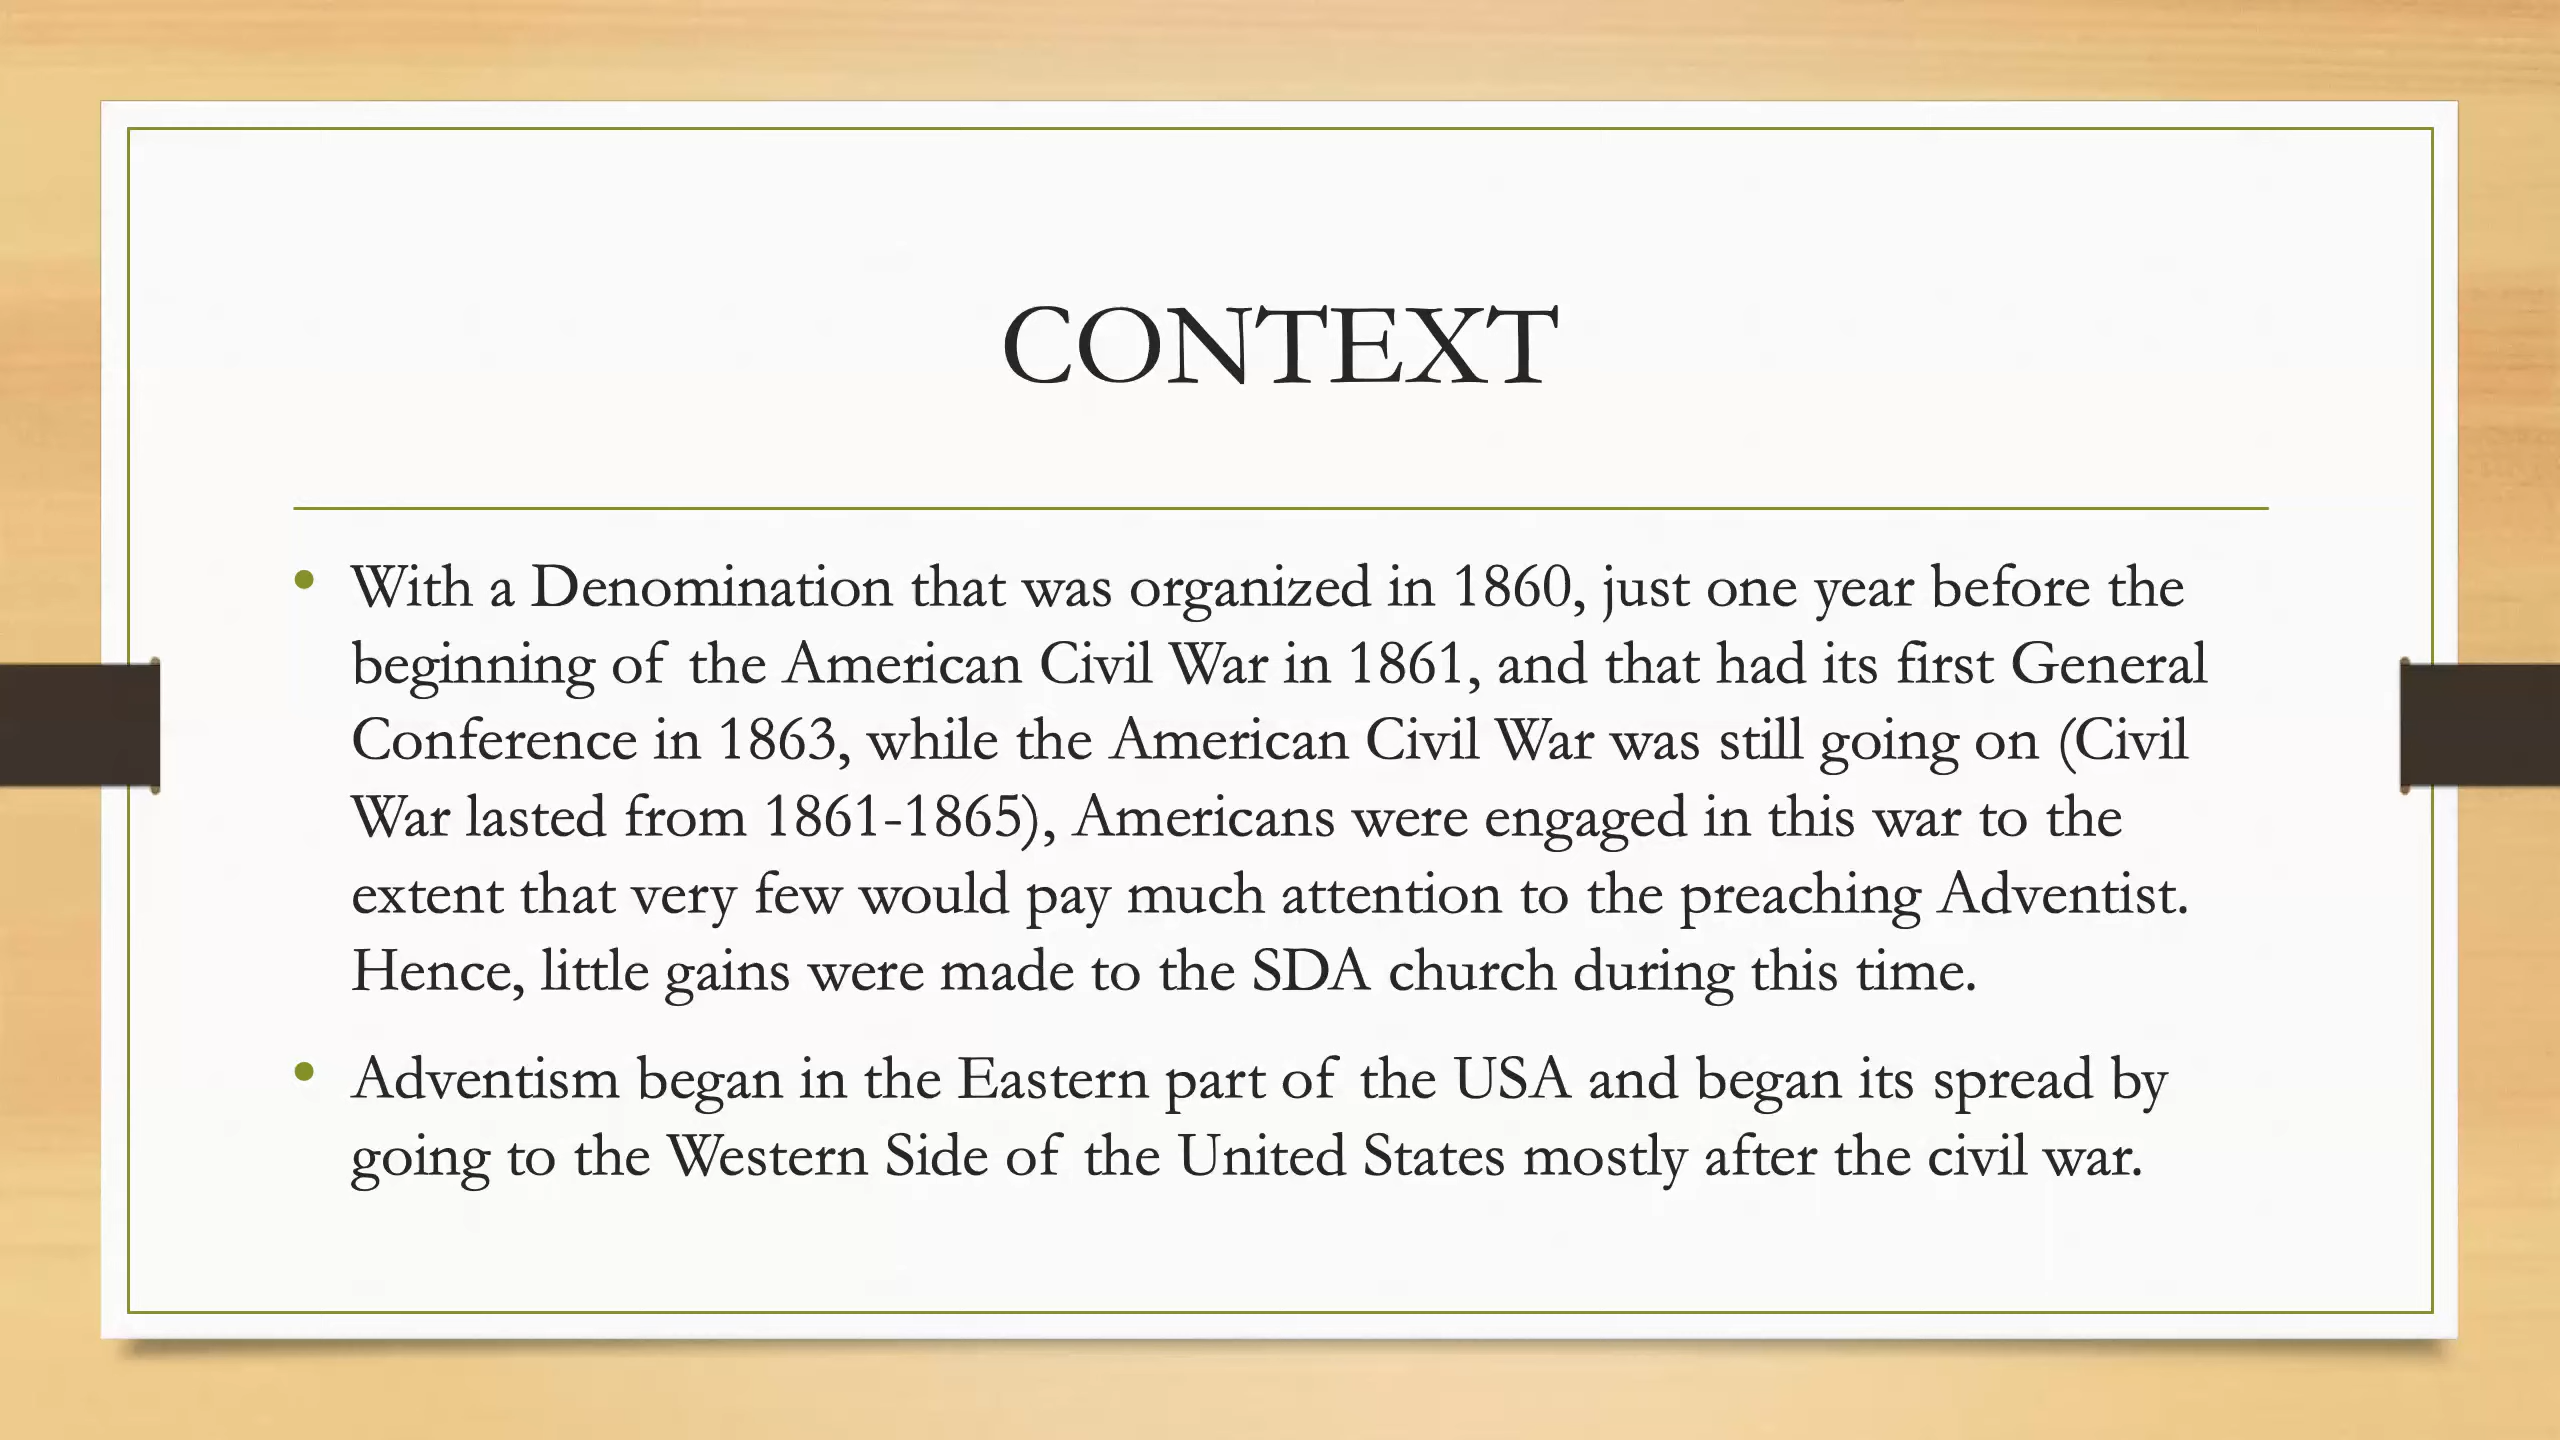 CONTEXT
• With a Denomination that was organized in 1860, just one year before the
beginning of the American Civil War in 1861, and that had its first General
Conference in 1863, while the American Civil War was still going on (Civil
War lasted from 1861-1865), Americans were engaged in this war to the
extent that very few would pay much attention to the preaching Adventist.
Hence, little gains were made to the SDA church during this time.
• Adventism began in the Eastern part of the USA and began its spread by
going to the Western Side of the United States mostly after the civil war.